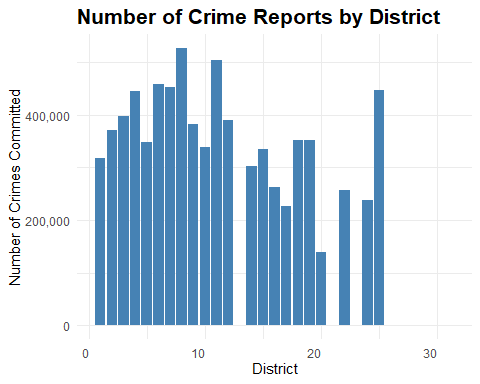 Number of Crime Reports by District
Number of Crimes Committed
400,000
200,000
0
0 10 20 30
District